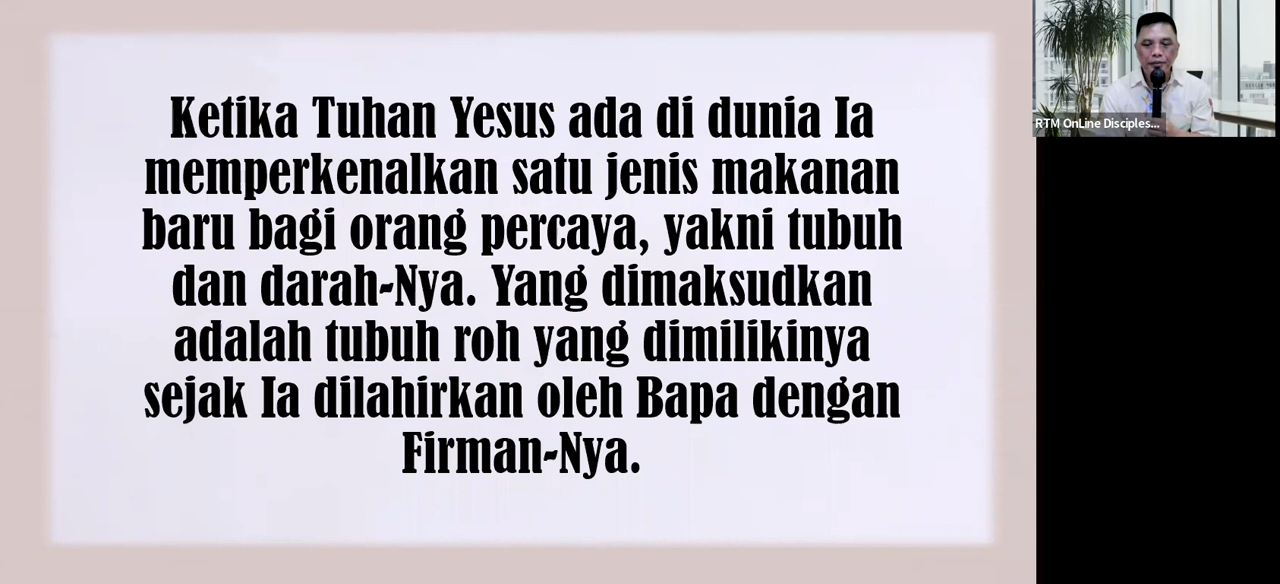 Ketika Tuhan Yesus ada di dunia Ia
memperkenalkan satu jenis makanan
baru bagi orang percaya, yakni tubuh
dan darah-Nya. Yang dimaksudkan
adalah tubuh roh yang dimilikinya
sejak Ia dilahirkan oleh Bapa dengan
Firman-Nya.
RTM OnLine Disciples...